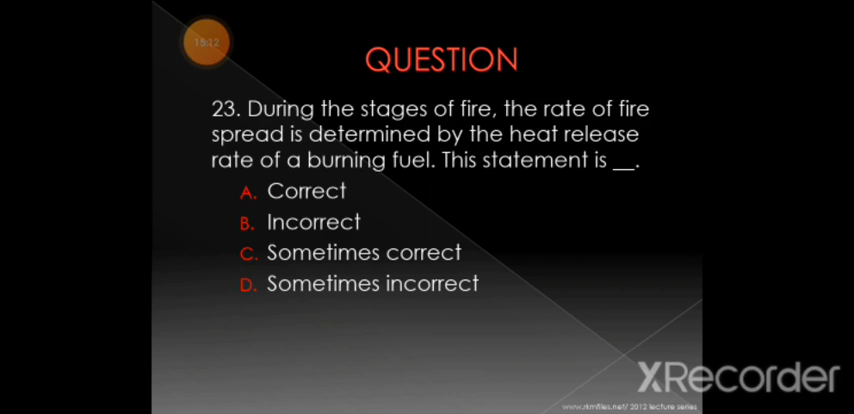 15:12
QUESTION
23. During the stages of fire, the rate of fire
spread is determined by the heat release
rate of a burning fuel. This statement is __.
A. Correct
B. Incorrect
C. Sometimes correct
D. Sometimes incorrect
XRecorder
www.rkmfiles.net/ 2012 lecture series